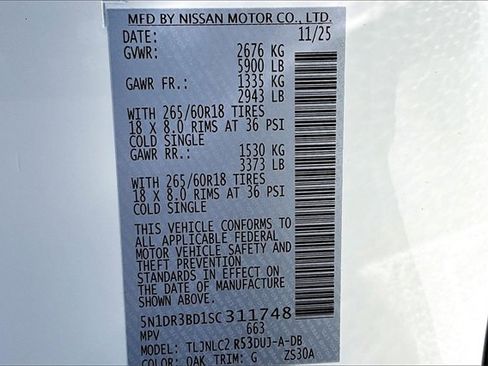 MFD BY NISSAN MOTOR CO., LTD.
DATE: 11/25
GVWR: 2676 KG
5900 LB
GAWR FR.: 1335 KG
2943 LB
WITH 265/60R18 TIRES
18 X 8.0 RIMS AT 36 PSI
COLD SINGLE
GAWR RR.: 1530 KG
3373 LB
WITH 265/60R18 TIRES
18 X 8.0 RIMS AT 36 PSI
COLD SINGLE
THIS VEHICLE CONFORMS TO
ALL APPLICABLE FEDERAL
MOTOR VEHICLE SAFETY AND
THEFT PREVENTION
STANDARDS IN EFFECT ON
THE DATE OF MANUFACTURE
SHOWN ABOVE.
5N1DR3BD1SC311748
MPV 663
MODEL: TLJNLC2 R53DUJ-A-DB
COLOR: QAK TRIM: G ZS30A